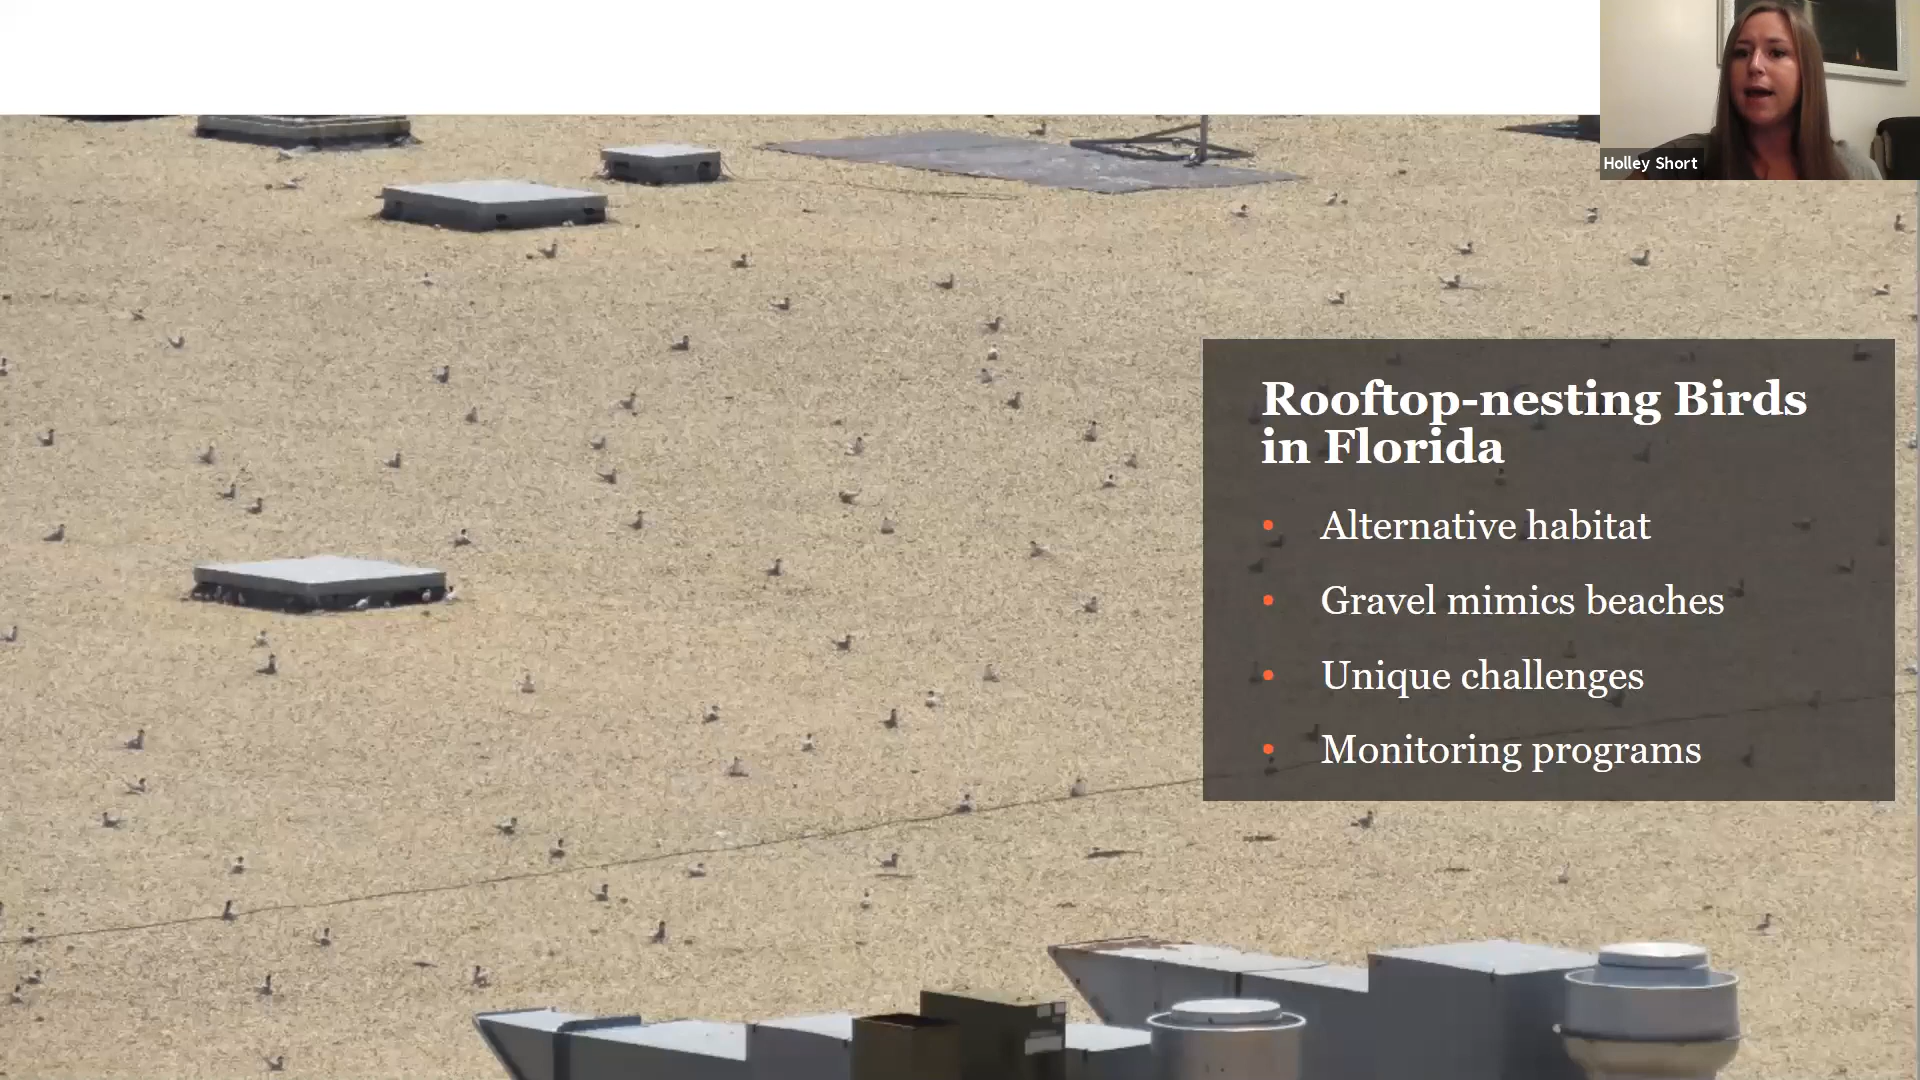 Holley Short
Rooftop-nesting Birds
in Florida
• Alternative habitat
• Gravel mimics beaches
• Unique challenges
• Monitoring programs